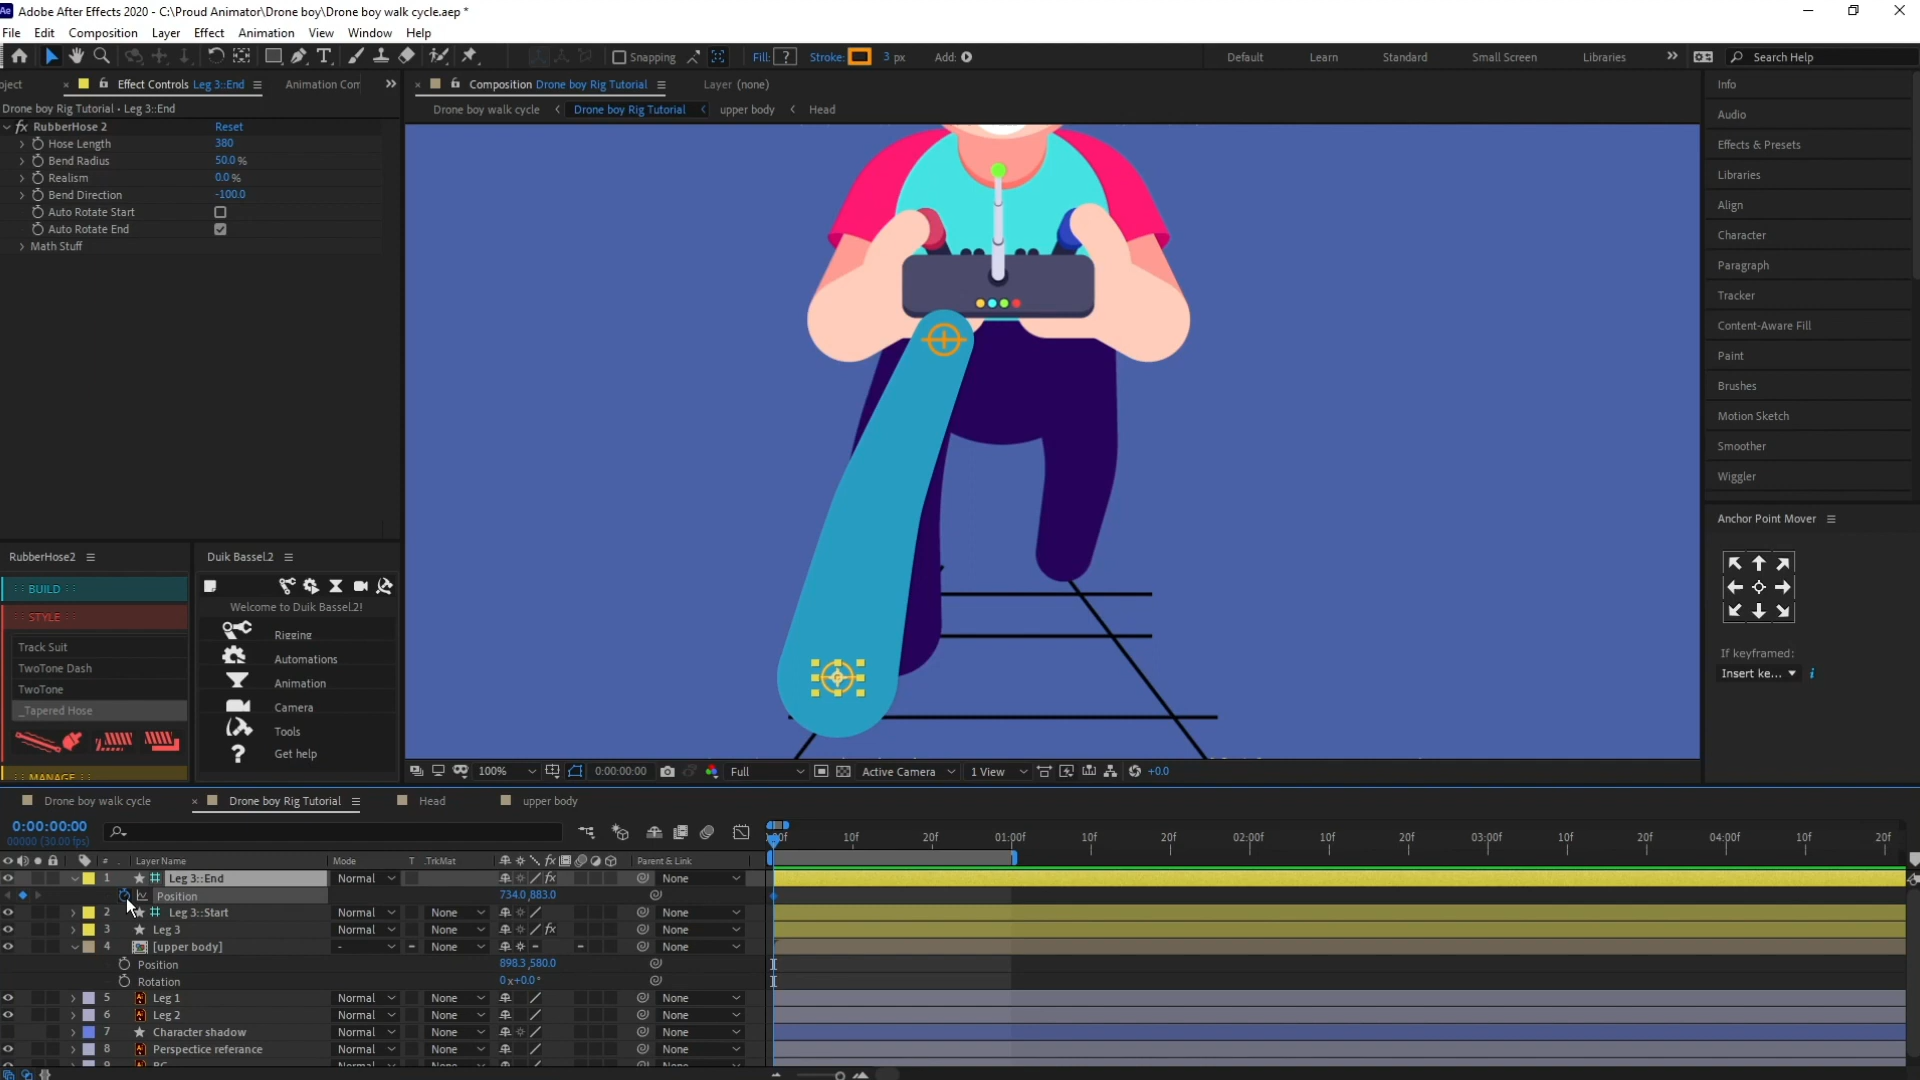 Adobe After Effects 2020 - C:\Proud Animator\Drone boy\Drone boy walk cycle.aep *
File Edit Composition Layer Effect Animation View Window Help
Snapping Fill: ? Stroke: 3 px Add: Default Learn Standard Small Screen Libraries Search Help
oject Effect Controls Leg 3::End Animation Con
Composition Drone boy Rig Tutorial Layer (none)
Drone boy Rig Tutorial • Leg 3::End
Drone boy walk cycle Drone boy Rig Tutorial upper body Head
fx RubberHose 2 Reset
Hose Length 380
Bend Radius 50.0 %
Realism 0.0 %
Bend Direction -100.0
Auto Rotate Start
Auto Rotate End
Math Stuff
Info
Audio
Effects & Presets
Libraries
Align
Character
Paragraph
Tracker
Content-Aware Fill
Paint
Brushes
Motion Sketch
Smoother
Wiggler
Anchor Point Mover
If keyframed:
Insert ke...
RubberHose2
:: BUILD ::
:: STYLE ::
Track Suit
TwoTone Dash
TwoTone
_Tapered Hose
:: MANAGE ::
Duik Bassel.2
Welcome to Duik Bassel.2!
Rigging
Automations
Animation
Camera
Tools
? Get help
100% 0:00:00:00 Full Active Camera 1 View +0.0
Drone boy walk cycle Drone boy Rig Tutorial Head upper body
0:00:00:00
00000 (30.00 fps)
10f 20f 01:00f 10f 20f 02:00f 10f 20f 03:00f 10f 20f 04:00f 10f 20f
# Layer Name Mode T .TrkMat fx Parent & Link
1 Leg 3::End Normal fx None
Position 734.0,883.0
2 Leg 3::Start Normal None None
3 Leg 3 Normal None fx None
4 [upper body] - None None
Position 898.3,580.0
Rotation 0x+0.0°
5 Leg 1 Normal None None
6 Leg 2 Normal None None
7 Character shadow Normal None None
8 Perspectice referance Normal None None